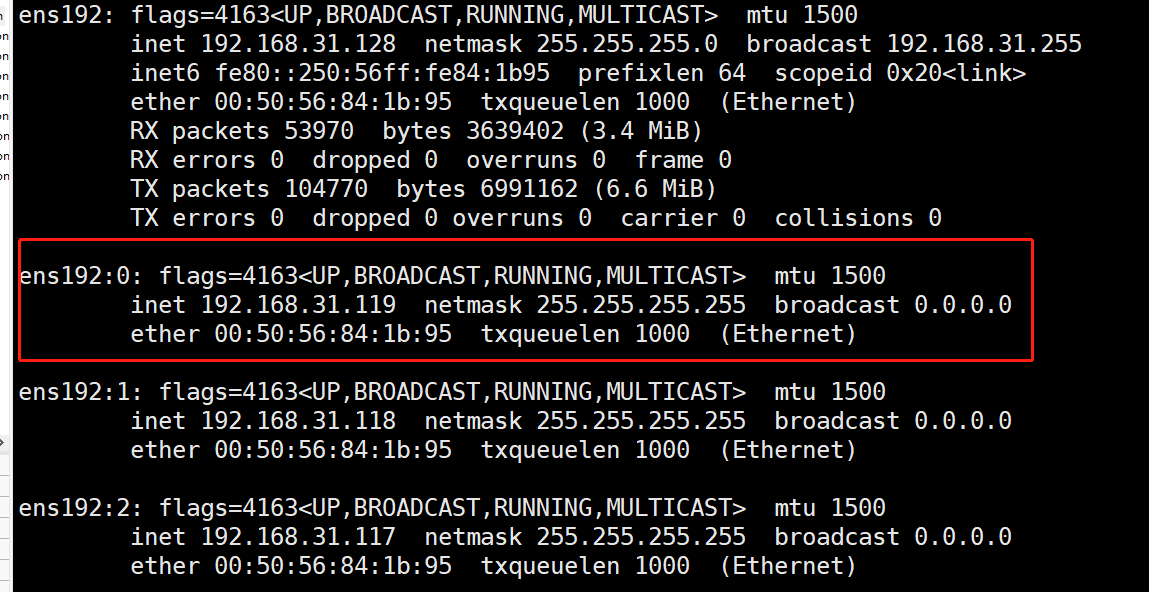 ens192: flags=4163<UP,BROADCAST,RUNNING,MULTICAST>  mtu 1500
        inet 192.168.31.128  netmask 255.255.255.0  broadcast 192.168.31.255
        inet6 fe80::250:56ff:fe84:1b95  prefixlen 64  scopeid 0x20<link>
        ether 00:50:56:84:1b:95  txqueuelen 1000  (Ethernet)
        RX packets 53970  bytes 3639402 (3.4 MiB)
        RX errors 0  dropped 0  overruns 0  frame 0
        TX packets 104770  bytes 6991162 (6.6 MiB)
        TX errors 0  dropped 0 overruns 0  carrier 0  collisions 0
ens192:0: flags=4163<UP,BROADCAST,RUNNING,MULTICAST>  mtu 1500
        inet 192.168.31.119  netmask 255.255.255.255  broadcast 0.0.0.0
        ether 00:50:56:84:1b:95  txqueuelen 1000  (Ethernet)
ens192:1: flags=4163<UP,BROADCAST,RUNNING,MULTICAST>  mtu 1500
        inet 192.168.31.118  netmask 255.255.255.255  broadcast 0.0.0.0
        ether 00:50:56:84:1b:95  txqueuelen 1000  (Ethernet)
ens192:2: flags=4163<UP,BROADCAST,RUNNING,MULTICAST>  mtu 1500
        inet 192.168.31.117  netmask 255.255.255.255  broadcast 0.0.0.0
        ether 00:50:56:84:1b:95  txqueuelen 1000  (Ethernet)